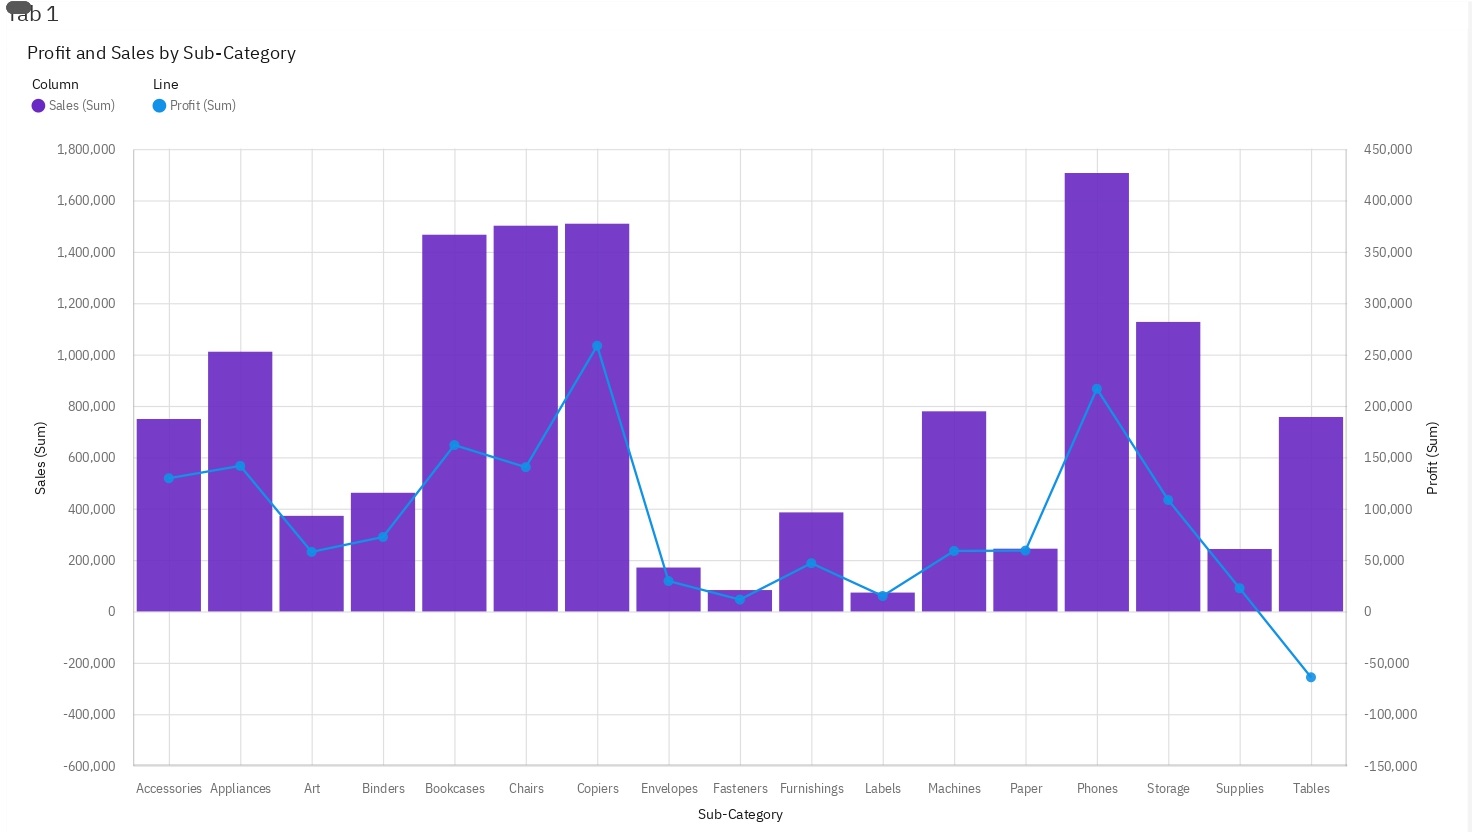 Tab 1
Profit and Sales by Sub-Category
Column Line
Sales (Sum) Profit (Sum)
1,800,000 450,000
1,600,000 400,000
1,400,000 350,000
1,200,000 300,000
1,000,000 250,000
800,000 200,000
600,000 150,000
400,000 100,000
200,000 50,000
0 0
-200,000 -50,000
-400,000 -100,000
-600,000 -150,000
Sales (Sum)
Profit (Sum)
Accessories Appliances Art Binders Bookcases Chairs Copiers Envelopes Fasteners Furnishings Labels Machines Paper Phones Storage Supplies Tables
Sub-Category